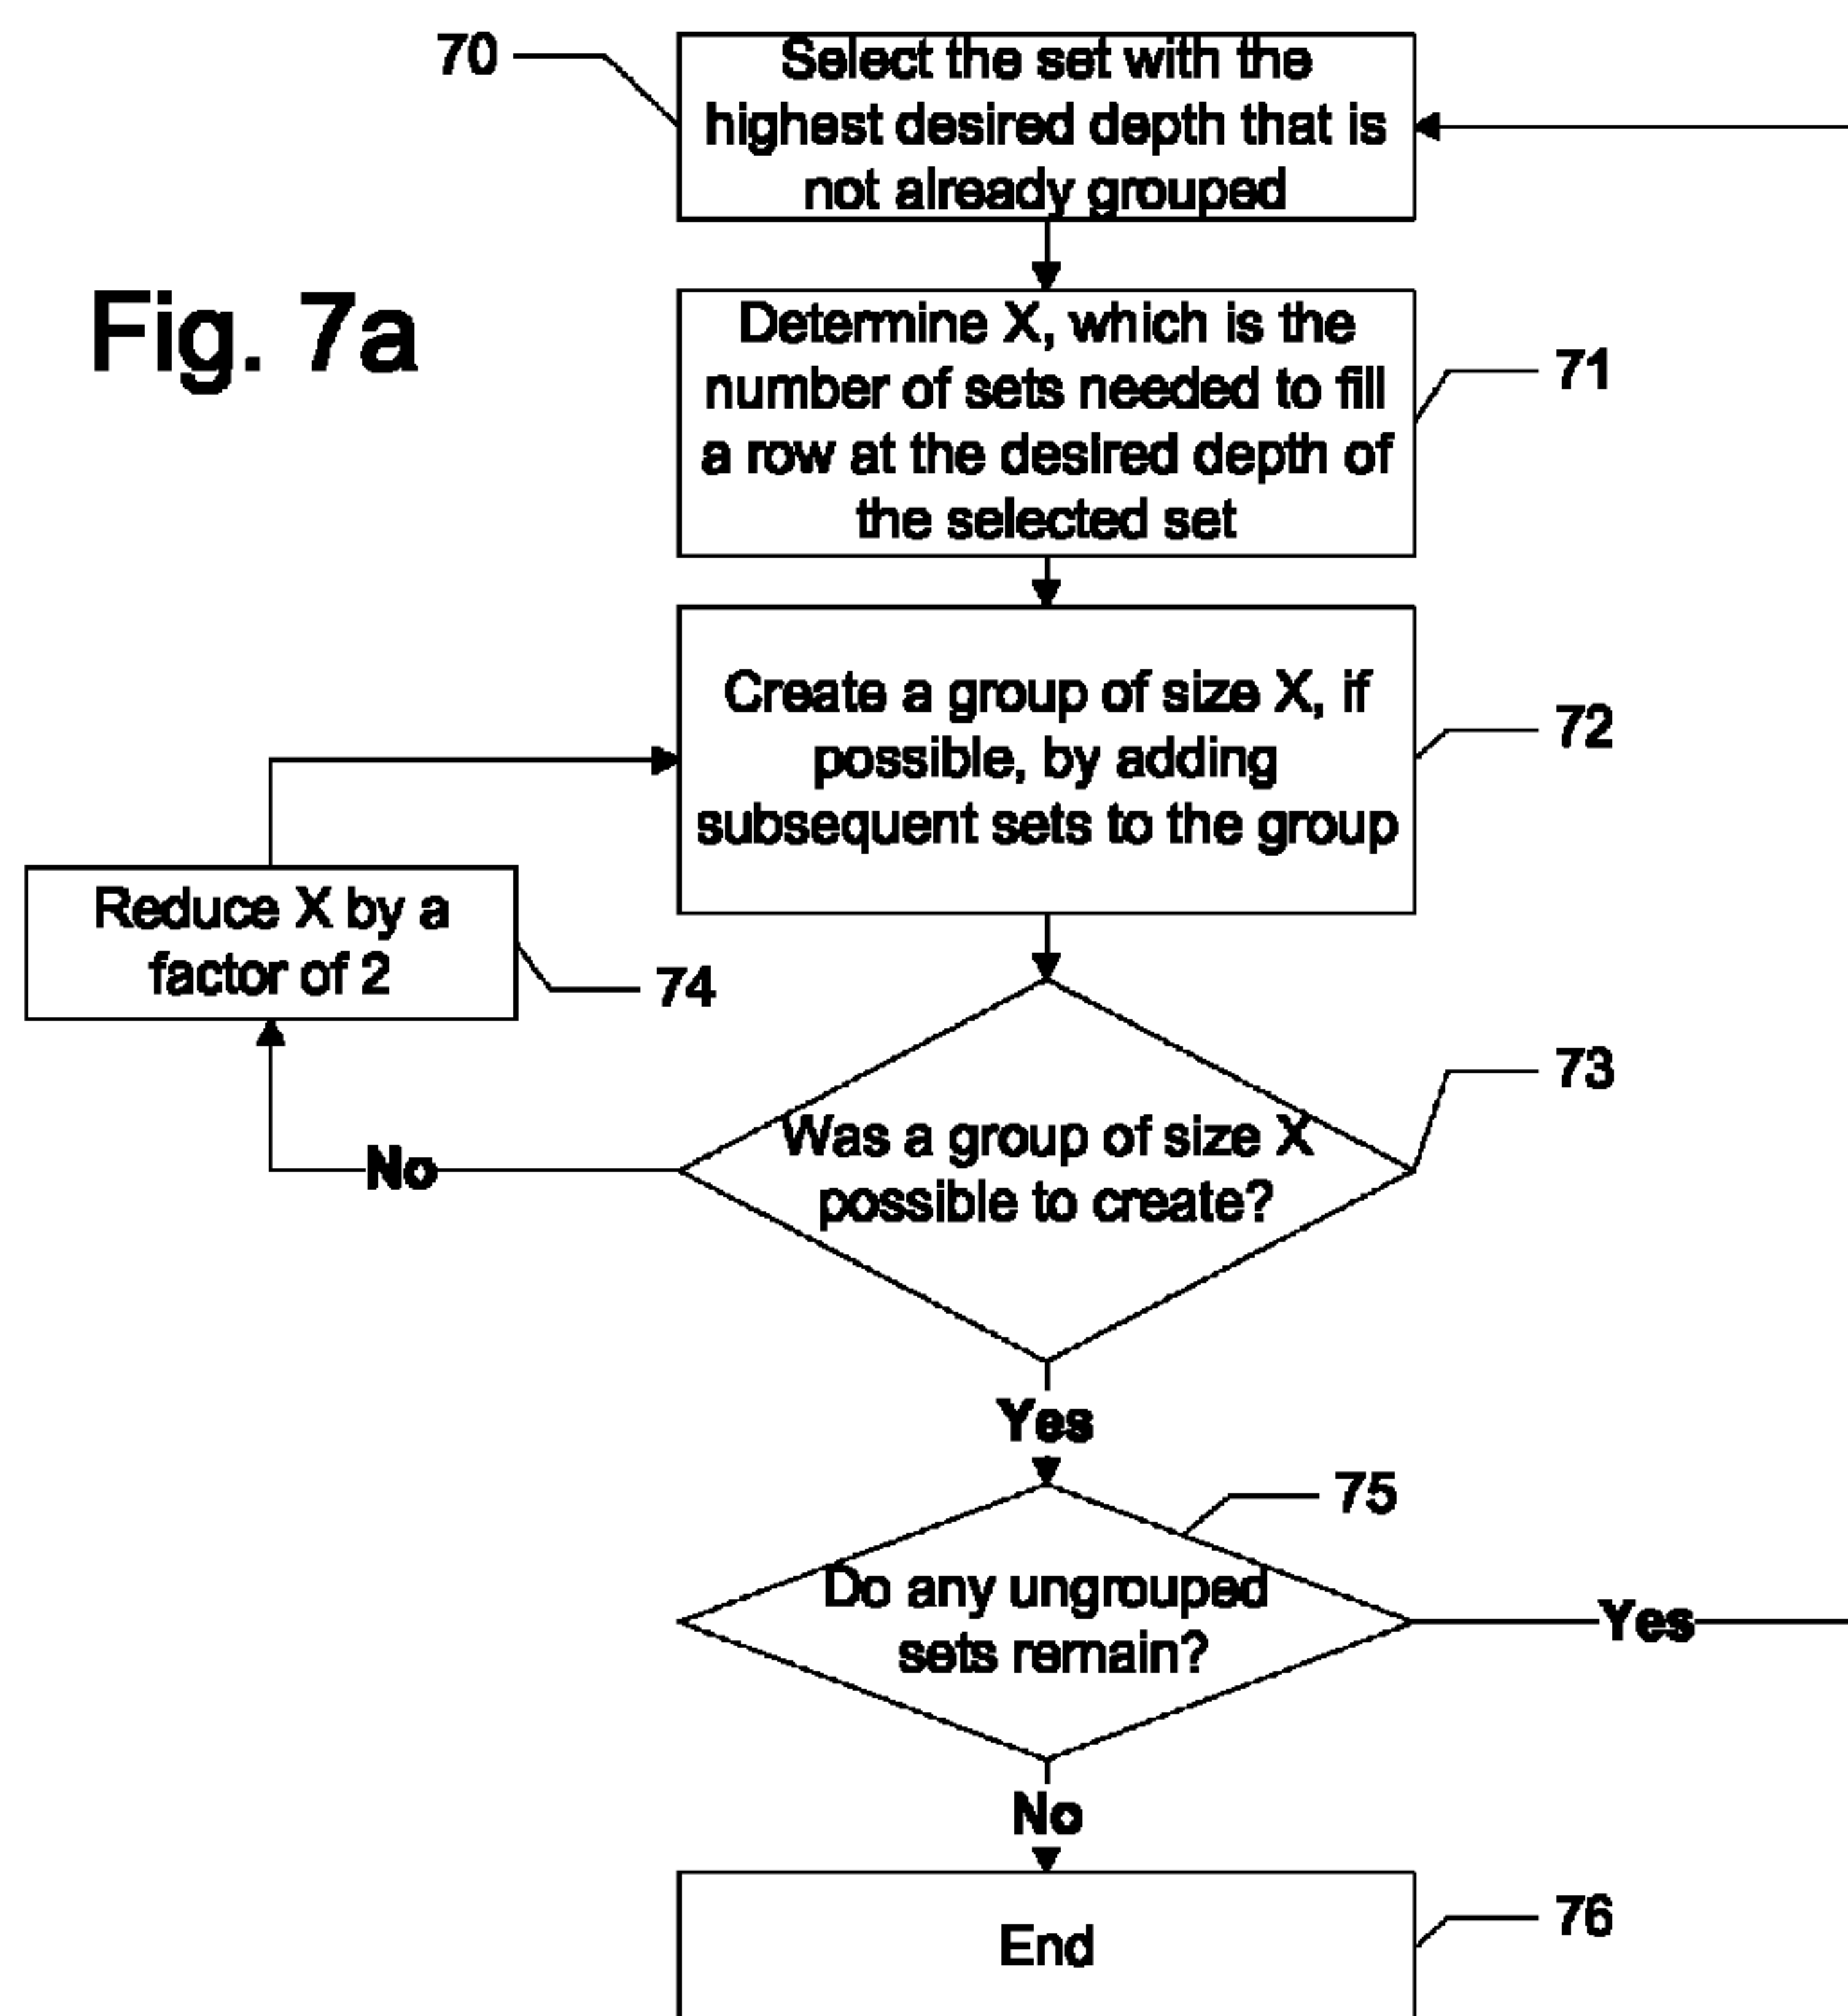 70
Select the set with the
highest desired depth that is
not already grouped
Fig. 7a
Determine X, which is the
number of sets needed to fill
a row at the desired depth of
the selected set
71
Create a group of size X, if
possible, by adding
subsequent sets to the group
72
Reduce X by a
factor of 2
74
73
Was a group of size X
possible to create?
No
Yes
75
Do any ungrouped
sets remain?
Yes
No
End
76